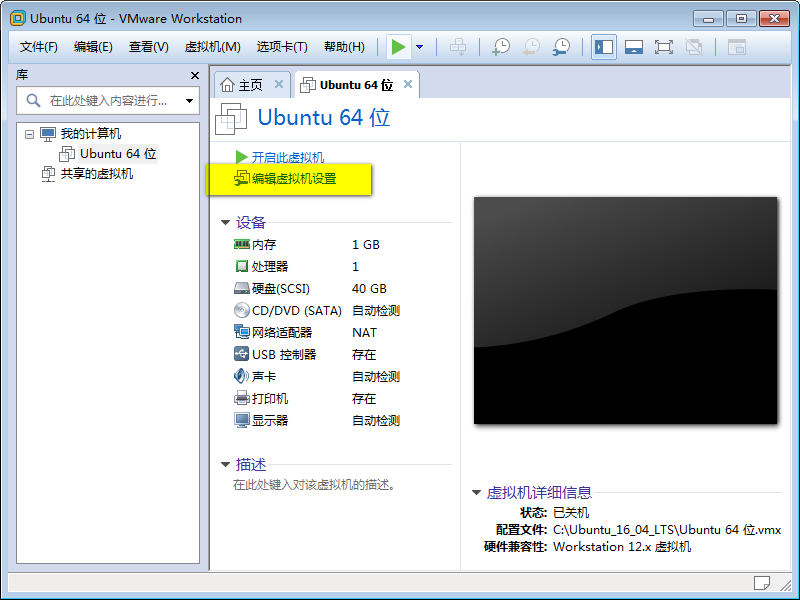 Ubuntu 64 位 - VMware Workstation
文件(F) 编辑(E) 查看(V) 虚拟机(M) 选项卡(T) 帮助(H)
库
在此处键入内容进行...
我的计算机
Ubuntu 64 位
共享的虚拟机
主页 Ubuntu 64 位
Ubuntu 64 位
开启此虚拟机
编辑虚拟机设置
设备
内存 1 GB
处理器 1
硬盘(SCSI) 40 GB
CD/DVD (SATA) 自动检测
网络适配器 NAT
USB 控制器 存在
声卡 自动检测
打印机 存在
显示器 自动检测
描述
在此处键入对该虚拟机的描述。
虚拟机详细信息
状态: 已关机
配置文件: C:\Ubuntu_16_04_LTS\Ubuntu 64 位.vmx
硬件兼容性: Workstation 12.x 虚拟机